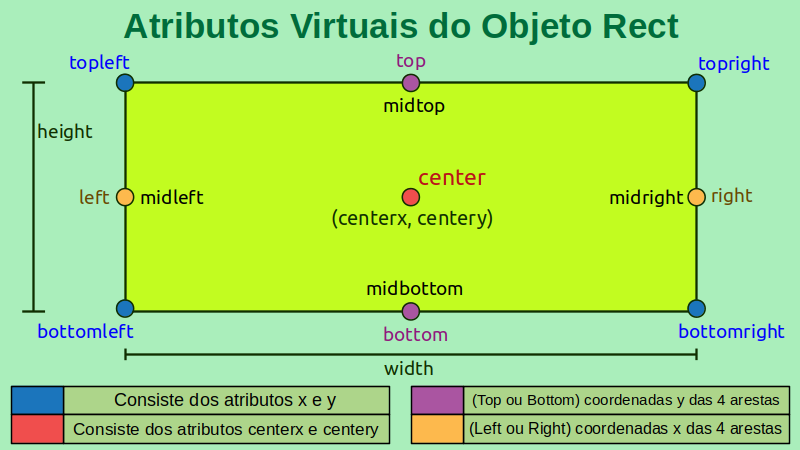 Atributos Virtuais do Objeto Rect
topleft
top
topright
midtop
height
center
left
midleft
midright
right
(centerx, centery)
midbottom
bottomleft
bottom
bottomright
width
Consiste dos atributos x e y
(Top ou Bottom) coordenadas y das 4 arestas
Consiste dos atributos centerx e centery
(Left ou Right) coordenadas x das 4 arestas